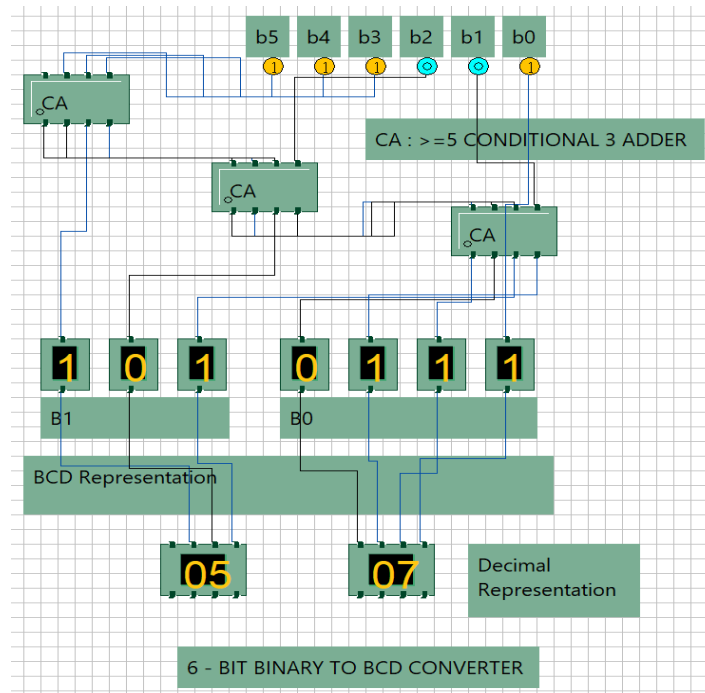 b5 b4 b3 b2 b1 b0
1 1 1 0 0 1
CA
CA : >=5 CONDITIONAL 3 ADDER
CA
CA
1 0 1 0 1 1 1
B1 B0
BCD Representation
05 07
Decimal
Representation
6 - BIT BINARY TO BCD CONVERTER